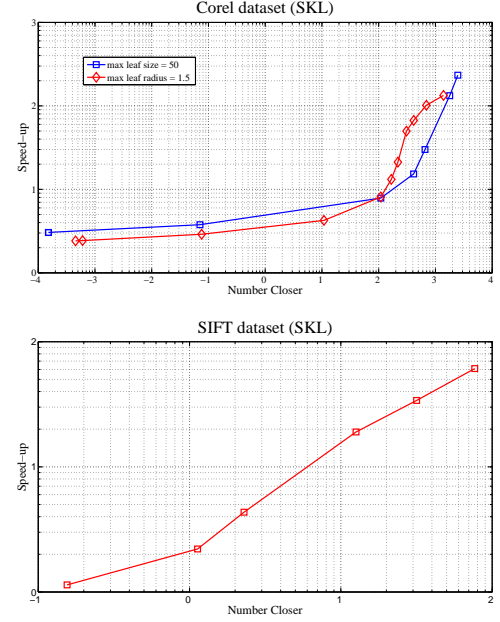 Corel dataset (SKL)
3
2
1
0
Speed−up
max leaf size = 50
max leaf radius = 1.5
−4 −3 −2 −1 0 1 2 3 4
Number Closer
SIFT dataset (SKL)
2
1
0
Speed−up
−1 0 1 2
Number Closer